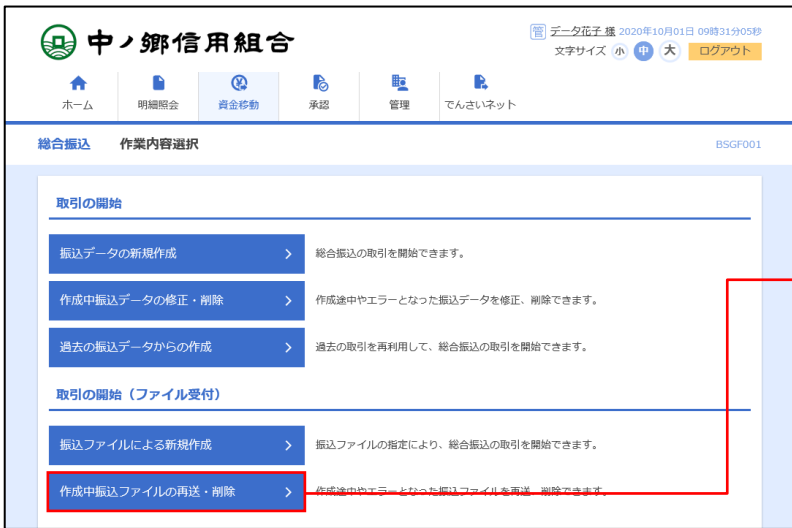 中ノ郷信用組合
管 データ花子 様 2020年10月01日 09時31分05秒
文字サイズ 小 中 大 ログアウト
ホーム 明細照会 資金移動 承認 管理 でんさいネット
総合振込 作業内容選択 BSGF001
取引の開始
振込データの新規作成 総合振込の取引を開始できます。
作成中振込データの修正・削除 作成途中やエラーとなった振込データを修正、削除できます。
過去の振込データからの作成 過去の取引を再利用して、総合振込の取引を開始できます。
取引の開始（ファイル受付）
振込ファイルによる新規作成 振込ファイルの指定により、総合振込の取引を開始できます。
作成中振込ファイルの再送・削除 作成途中やエラーとなった振込ファイルを再送、削除できます。